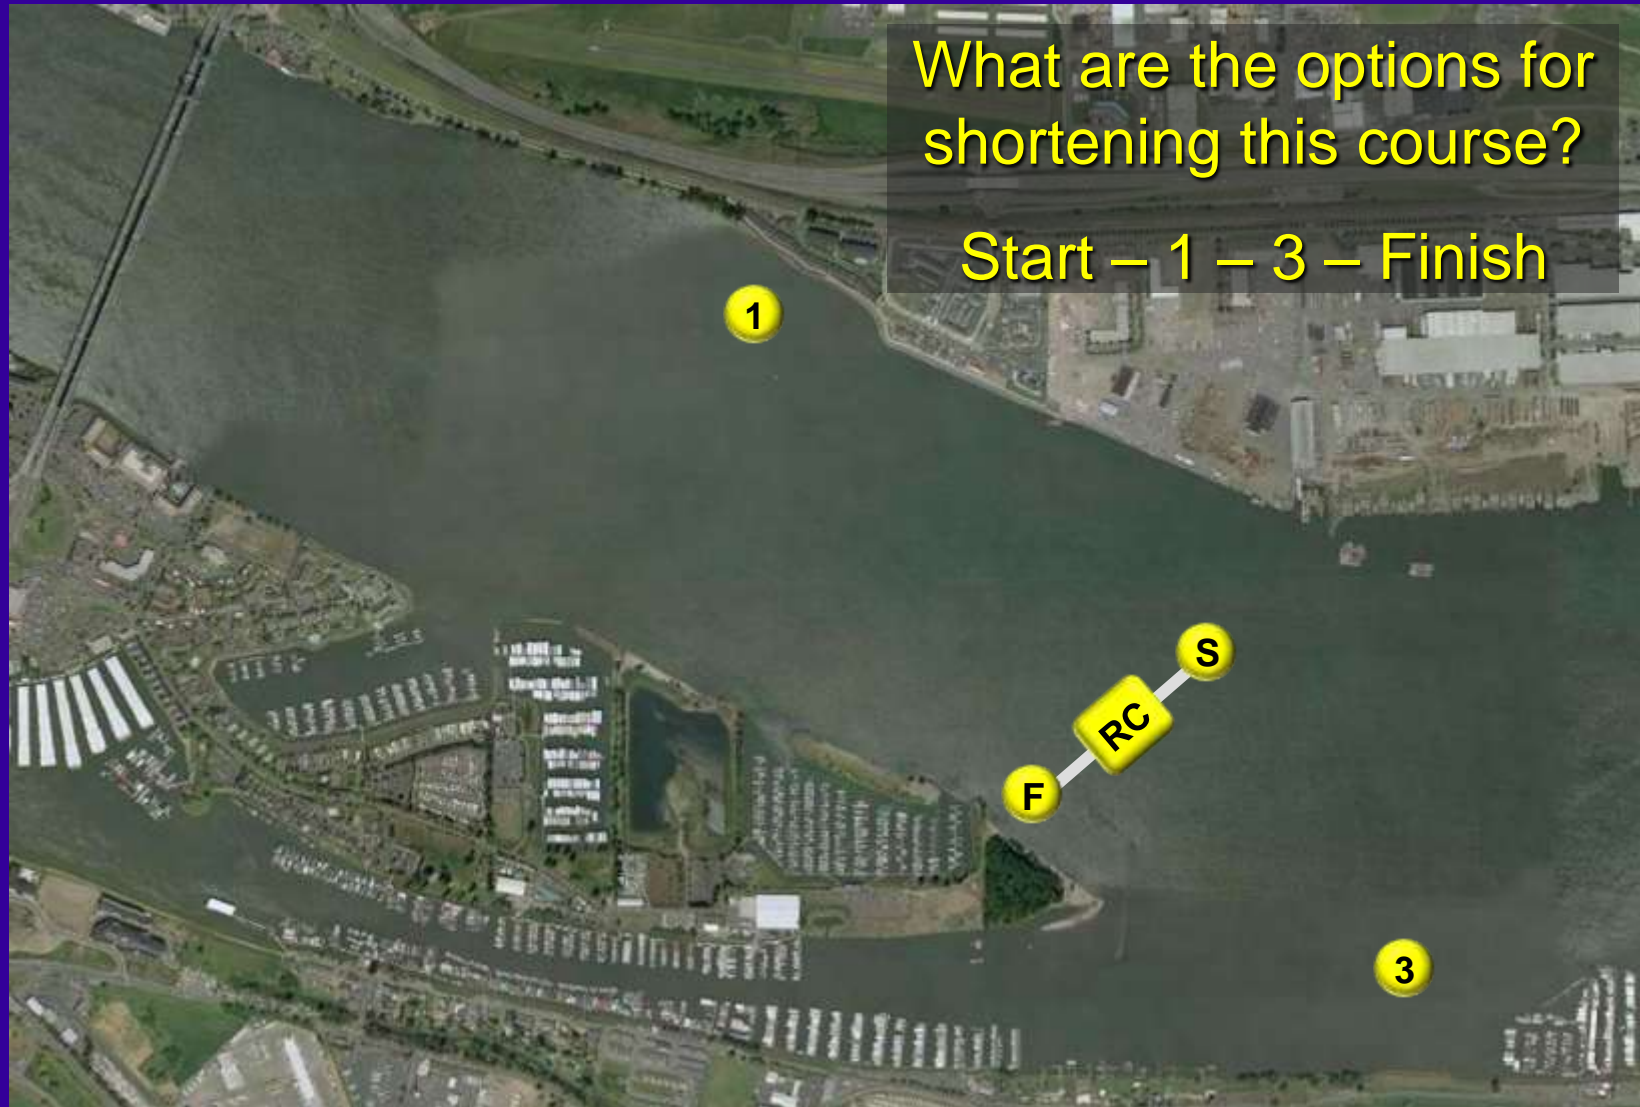 What are the options for
shortening this course?
Start – 1 – 3 – Finish
1
S
RC
F
3